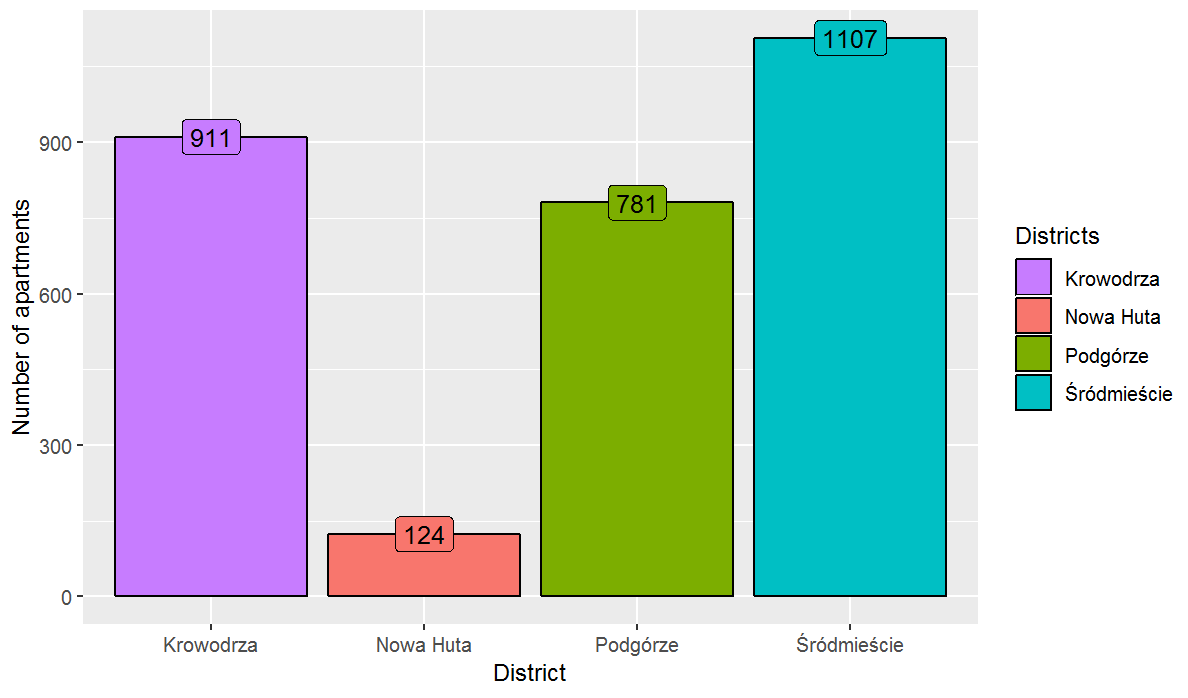 1107
911
900
781
Number of apartments
Districts
Krowodrza
600
Nowa Huta
Podgórze
Śródmieście
300
124
0
Krowodrza Nowa Huta Podgórze Śródmieście
District